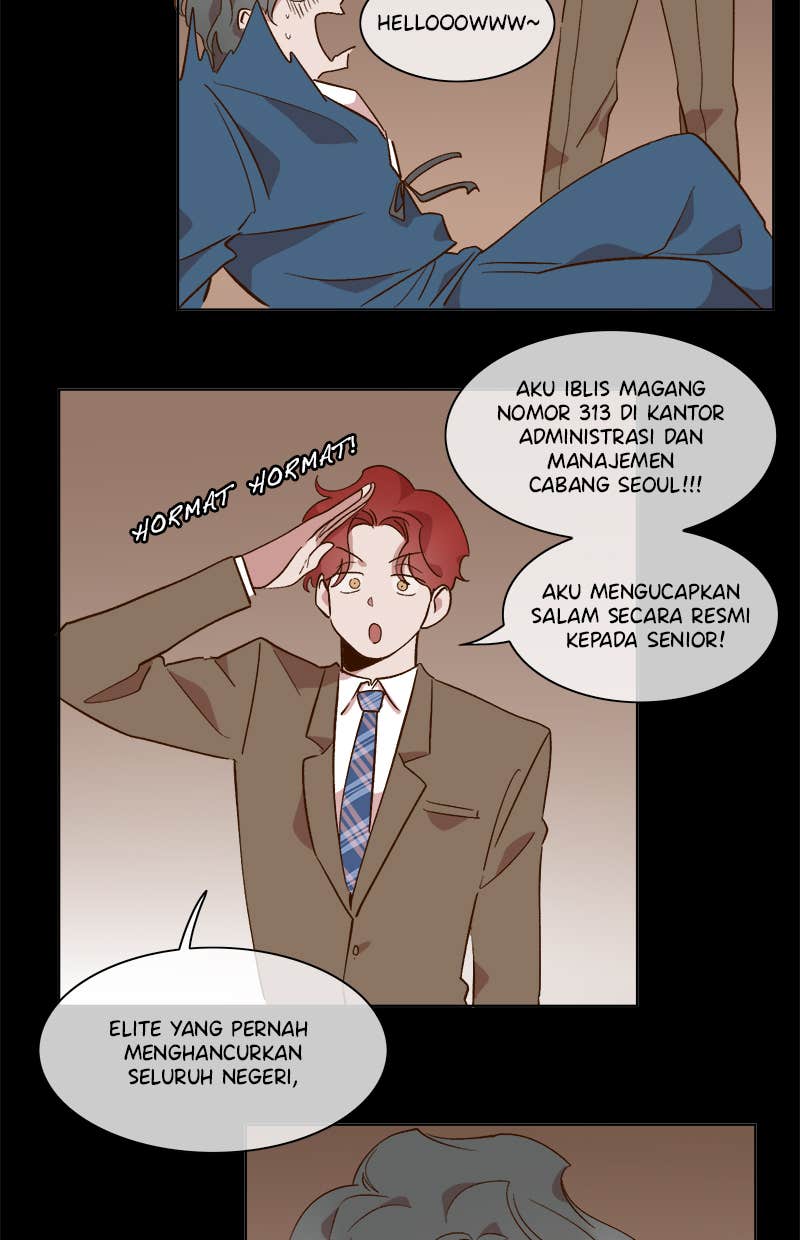 HELLOOOWWW~
AKU IBLIS MAGANG
NOMOR 313 DI KANTOR
ADMINISTRASI DAN
MANAJEMEN
CABANG SEOUL!!!
HORMAT HORMAT!
AKU MENGUCAPKAN
SALAM SECARA RESMI
KEPADA SENIOR!
ELITE YANG PERNAH
MENGHANCURKAN
SELURUH NEGERI,